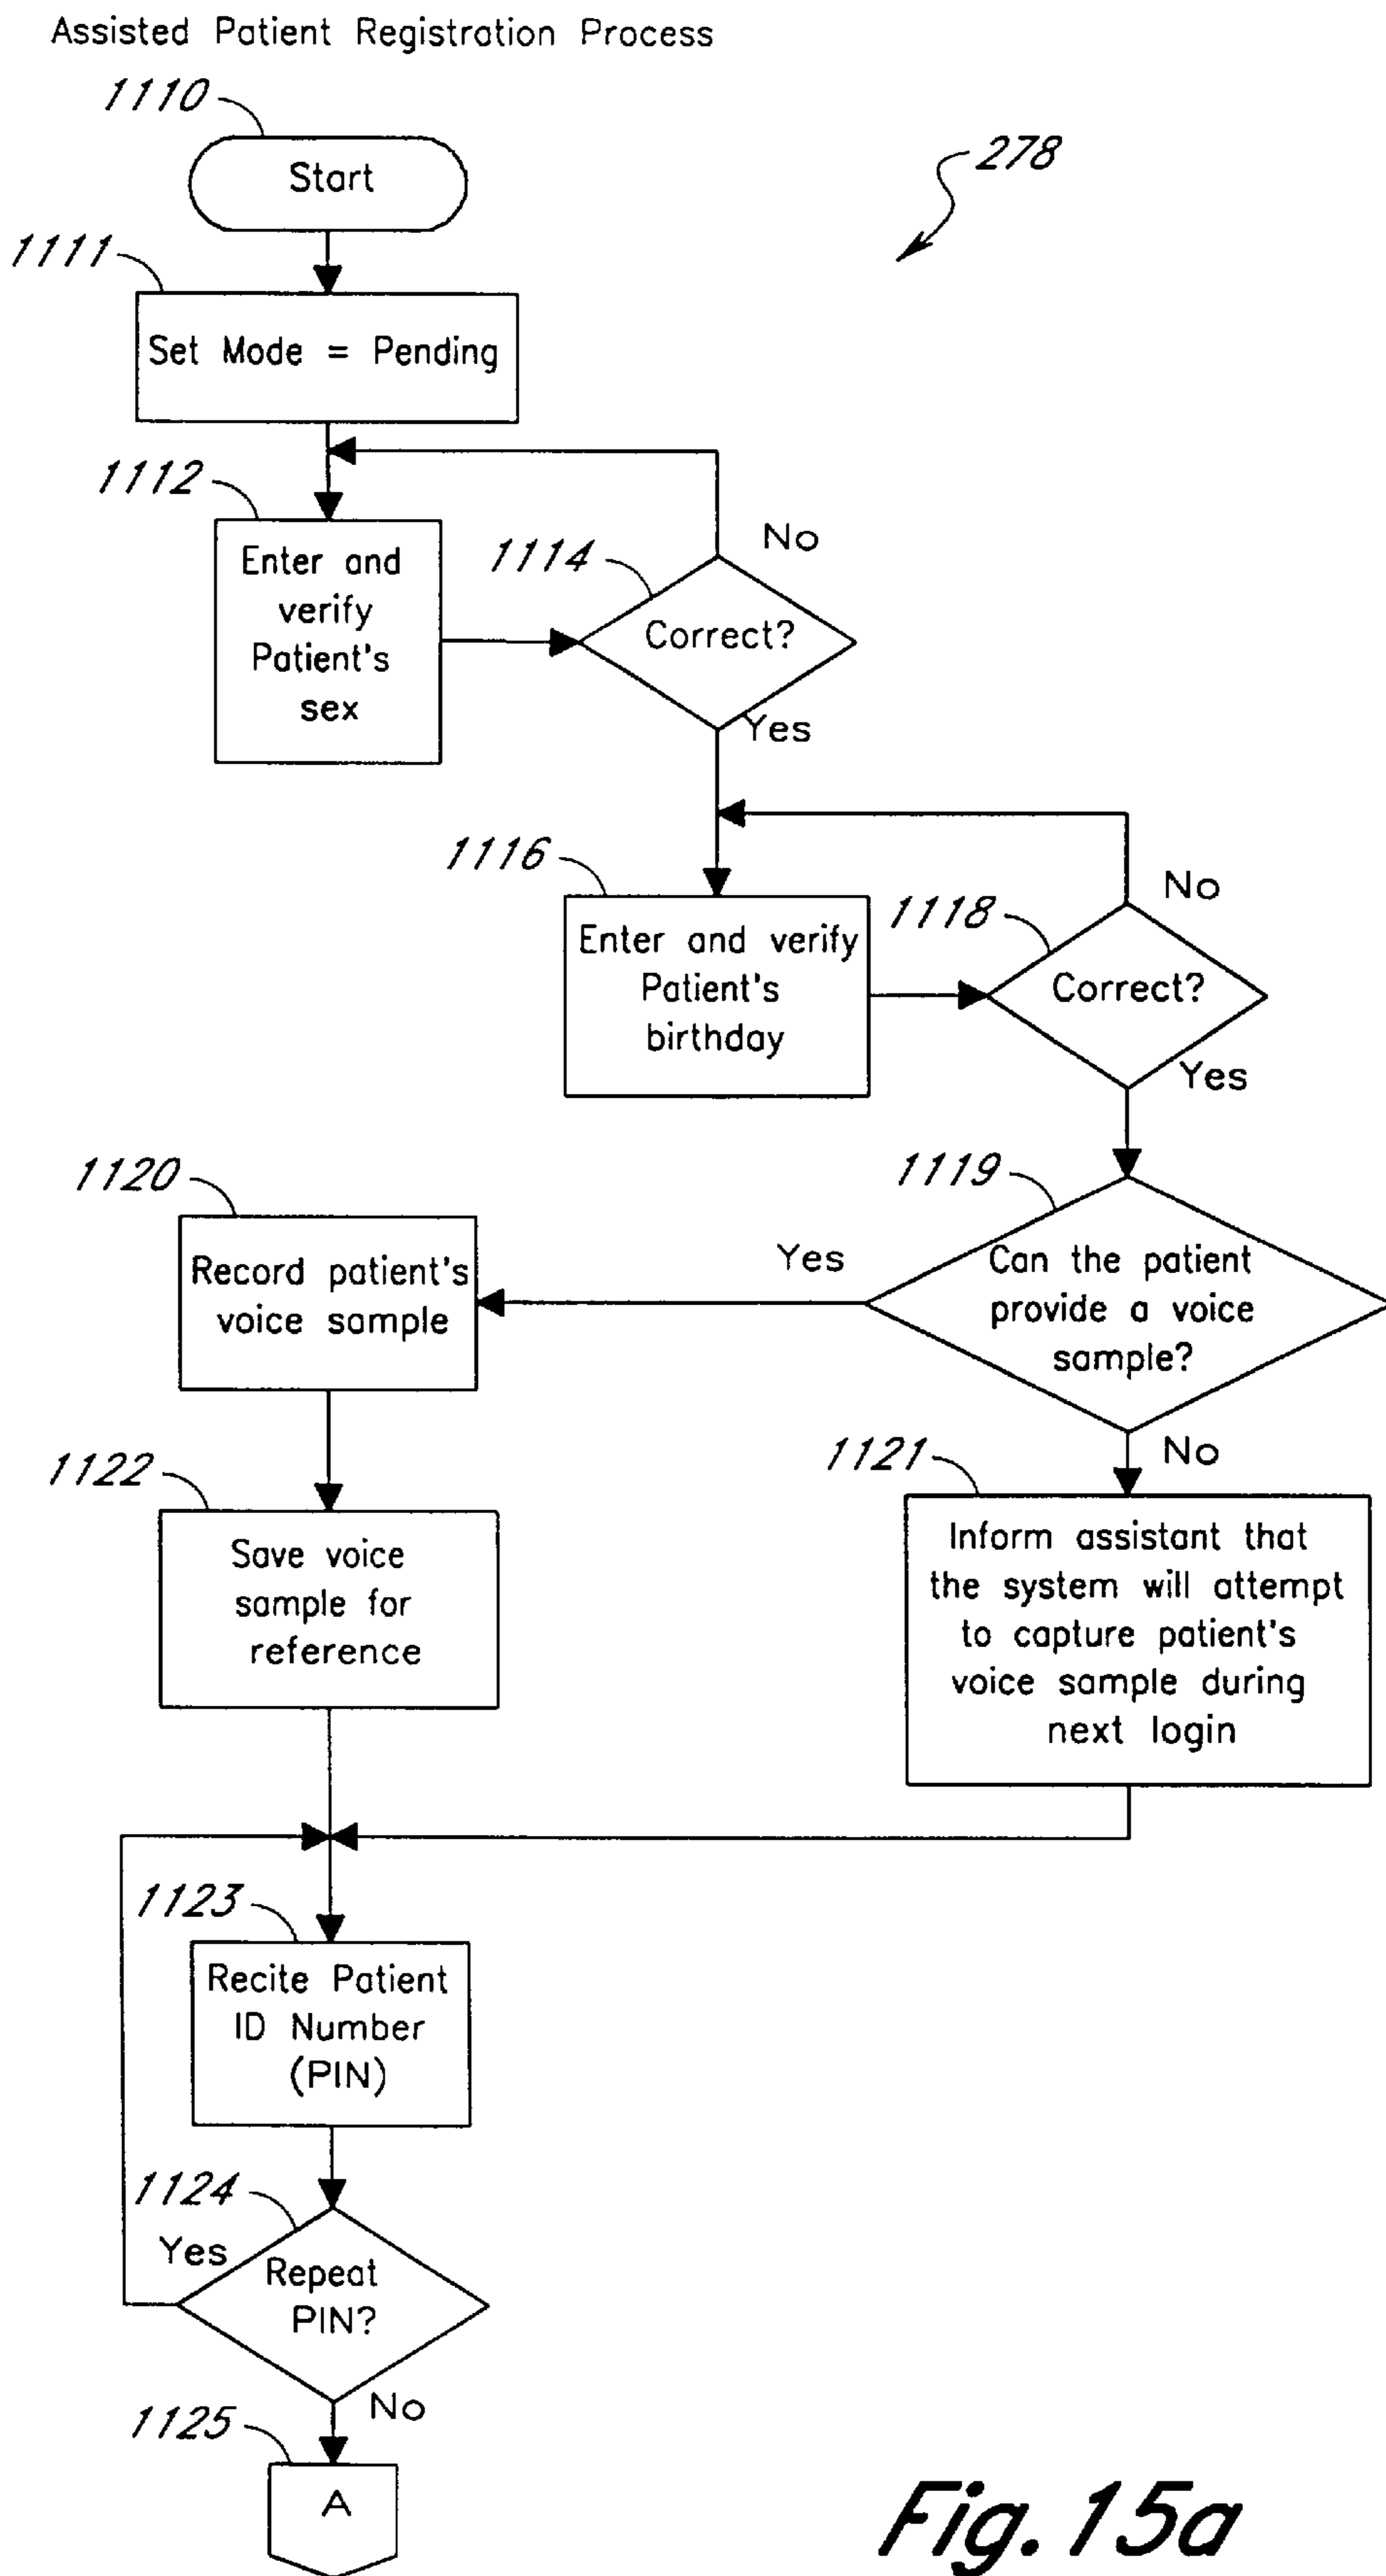 Assisted Patient Registration Process
1110
Start
278
1111
Set Mode = Pending
1112
Enter and
verify
Patient's
sex
1114
No
Correct?
Yes
1116
Enter and verify
Patient's
birthday
1118
No
Correct?
Yes
1119
Can the patient
provide a voice
sample?
Yes
No
1120
Record patient's
voice sample
1122
Save voice
sample for
reference
1121
Inform assistant that
the system will attempt
to capture patient's
voice sample during
next login
1123
Recite Patient
ID Number
(PIN)
1124
Yes
Repeat
PIN?
No
1125
A
Fig. 15a